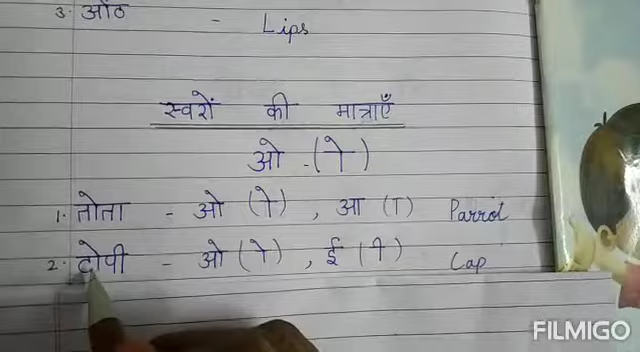 3. ओंठ - Lips
स्वरों की मात्राएँ
ओ - (ो)
1. तोता - ओ (ो), आ (ा) Parrot
2. टोपी - ओ (ो), ई (ी) Cap
FILMIGO